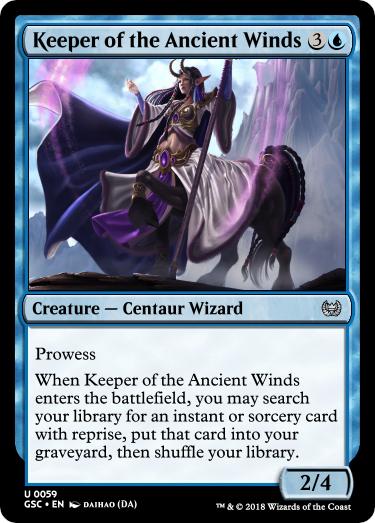 Keeper of the Ancient Winds 3
Creature — Centaur Wizard
Prowess
When Keeper of the Ancient Winds
enters the battlefield, you may search
your library for an instant or sorcery card
with reprise, put that card into your
graveyard, then shuffle your library.
2/4
U 0059
GSC • EN DAIHAO (DA)
™ & © 2018 Wizards of the Coast